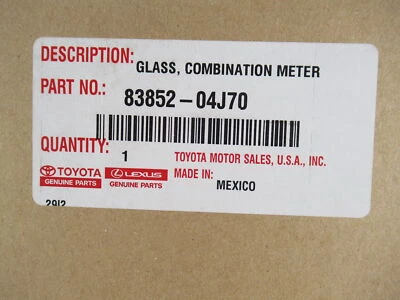 DESCRIPTION: GLASS, COMBINATION METER
PART NO.: 83852-04J70
QUANTITY: 1 TOYOTA MOTOR SALES, U.S.A., INC.
TOYOTA LEXUS MADE IN: MEXICO
GENUINE PARTS GENUINE PARTS